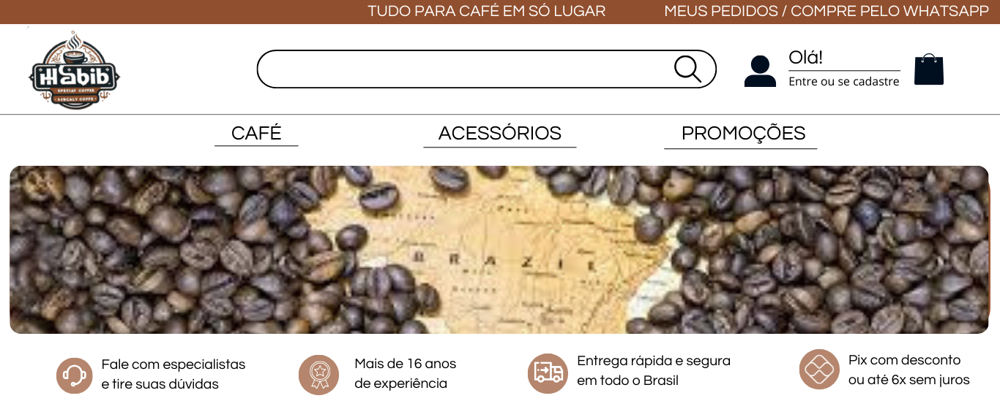 TUDO PARA CAFÉ EM SÓ LUGAR
MEUS PEDIDOS / COMPRE PELO WHATSAPP
Habib
Olá!
Entre ou se cadastre
CAFÉ
ACESSÓRIOS
PROMOÇÕES
BRAZIL
Fale com especialistas
e tire suas dúvidas
Mais de 16 anos
de experiência
Entrega rápida e segura
em todo o Brasil
Pix com desconto
ou até 6x sem juros